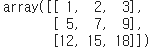 array([[ 1,  2,  3],
       [ 5,  7,  9],
       [12, 15, 18]])